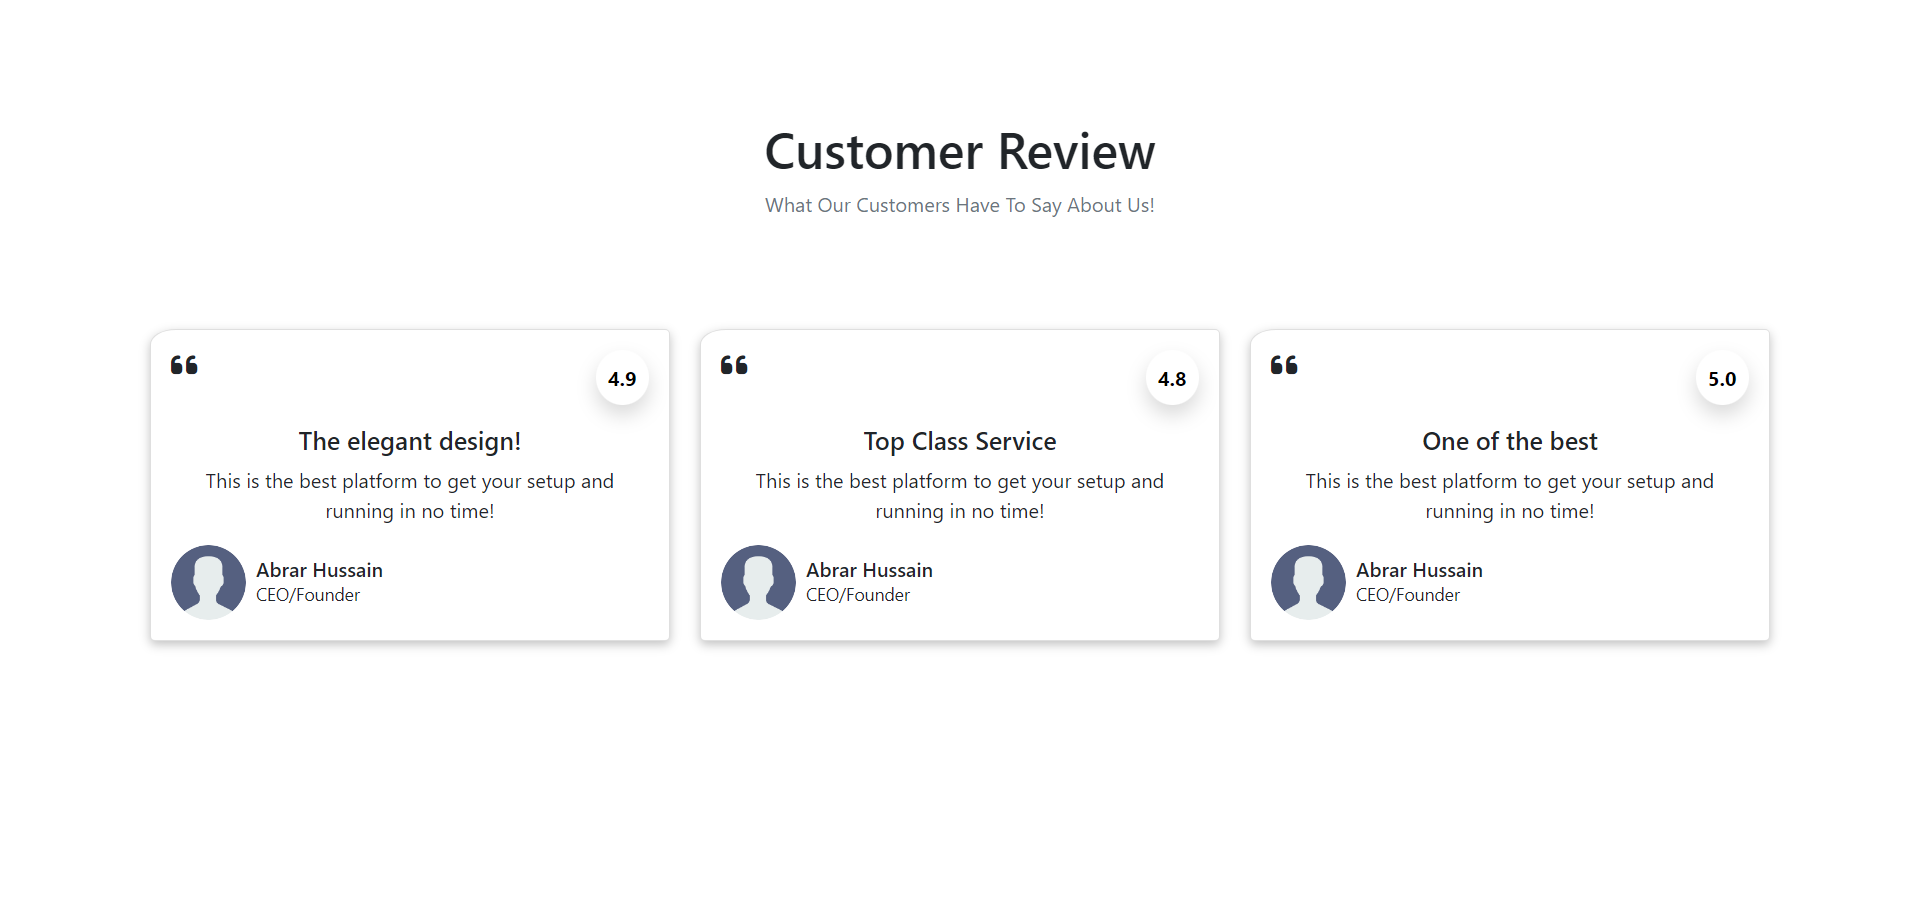 Customer Review
What Our Customers Have To Say About Us!
“
4.9
The elegant design!
This is the best platform to get your setup and
running in no time!
Abrar Hussain
CEO/Founder
“
4.8
Top Class Service
This is the best platform to get your setup and
running in no time!
Abrar Hussain
CEO/Founder
“
5.0
One of the best
This is the best platform to get your setup and
running in no time!
Abrar Hussain
CEO/Founder